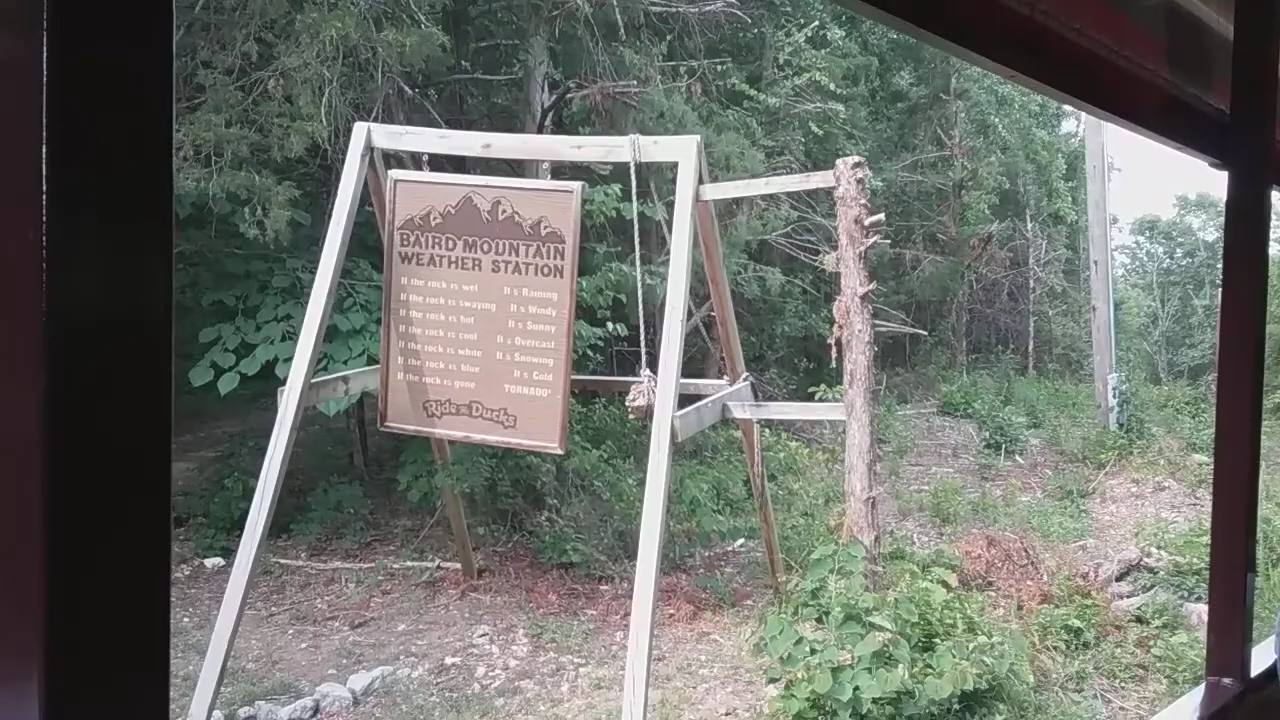 BAIRD MOUNTAIN
WEATHER STATION
If the rock is wet It's Raining
If the rock is swaying It's Windy
If the rock is hot It's Sunny
If the rock is cool It's Overcast
If the rock is white It's Snowing
If the rock is blue It's Cold
If the rock is gone TORNADO!
Ride The Ducks